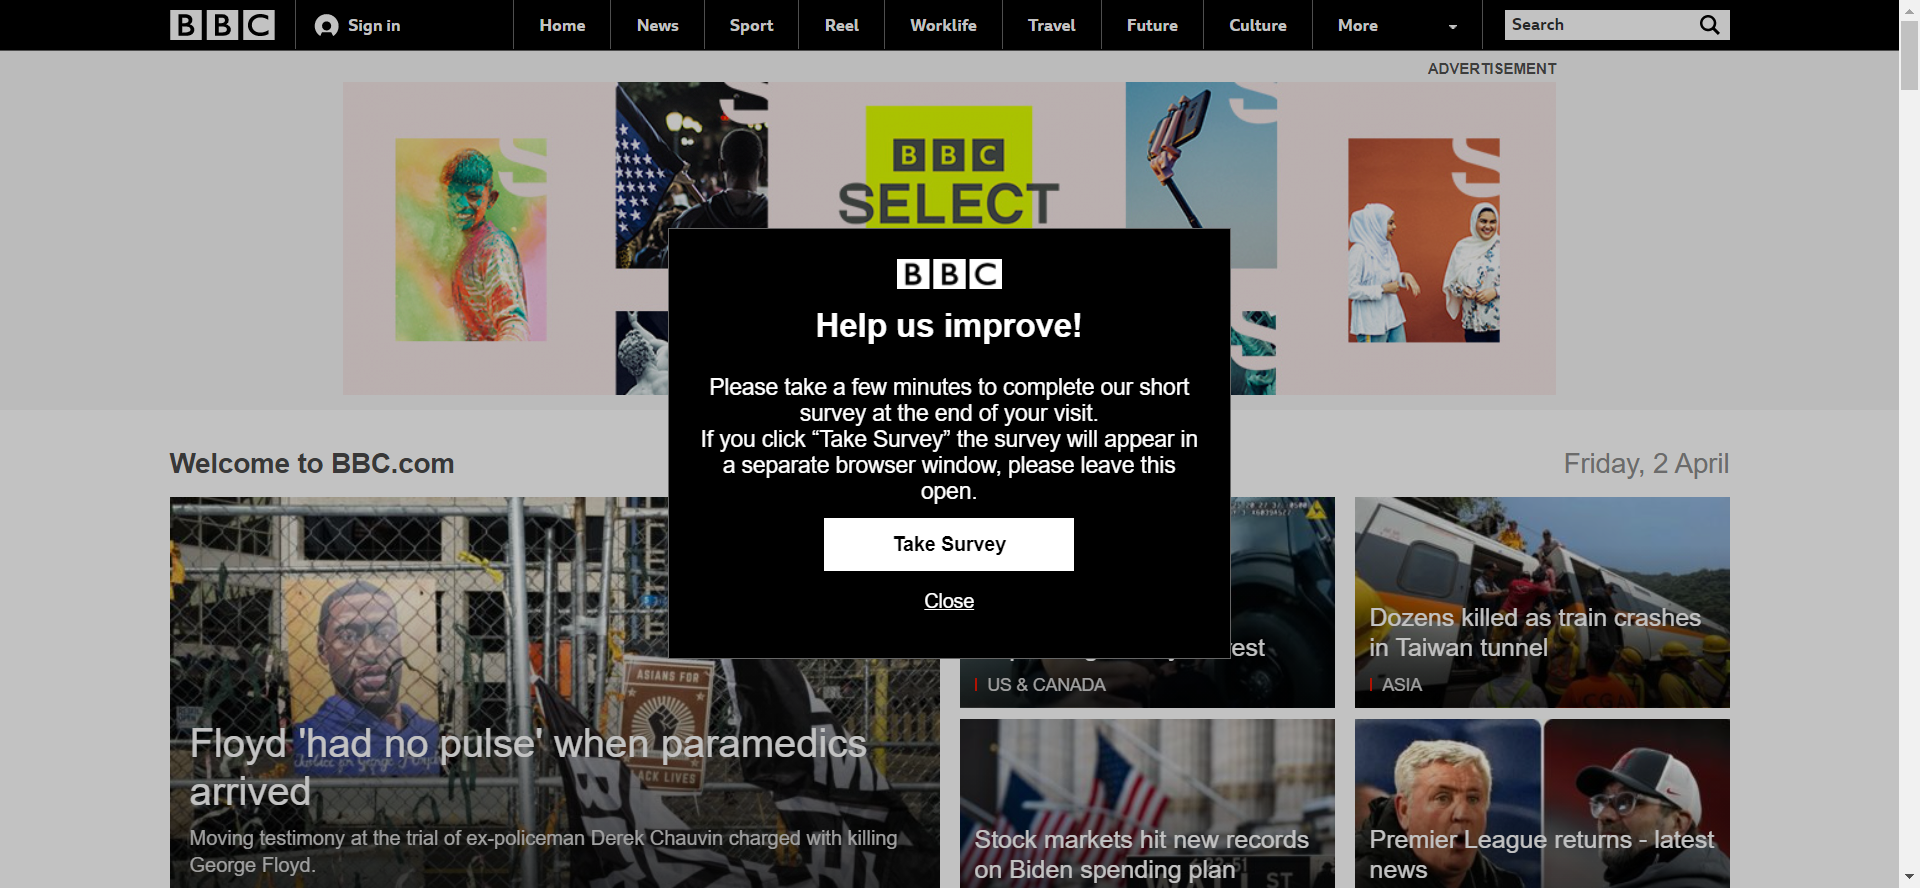 BBC
Sign in
Home
News
Sport
Reel
Worklife
Travel
Future
Culture
More
Search
ADVERTISEMENT
BBC
SELECT
BBC
Help us improve!
Please take a few minutes to complete our short
survey at the end of your visit.
If you click “Take Survey” the survey will appear in
a separate browser window, please leave this
open.
Take Survey
Close
Welcome to BBC.com
Friday, 2 April
ASIANS FOR
LACK LIVES
Floyd 'had no pulse' when paramedics
arrived
Moving testimony at the trial of ex-policeman Derek Chauvin charged with killing
George Floyd.
US & CANADA
Dozens killed as train crashes
in Taiwan tunnel
ASIA
Stock markets hit new records
on Biden spending plan
ST
Premier League returns - latest
news